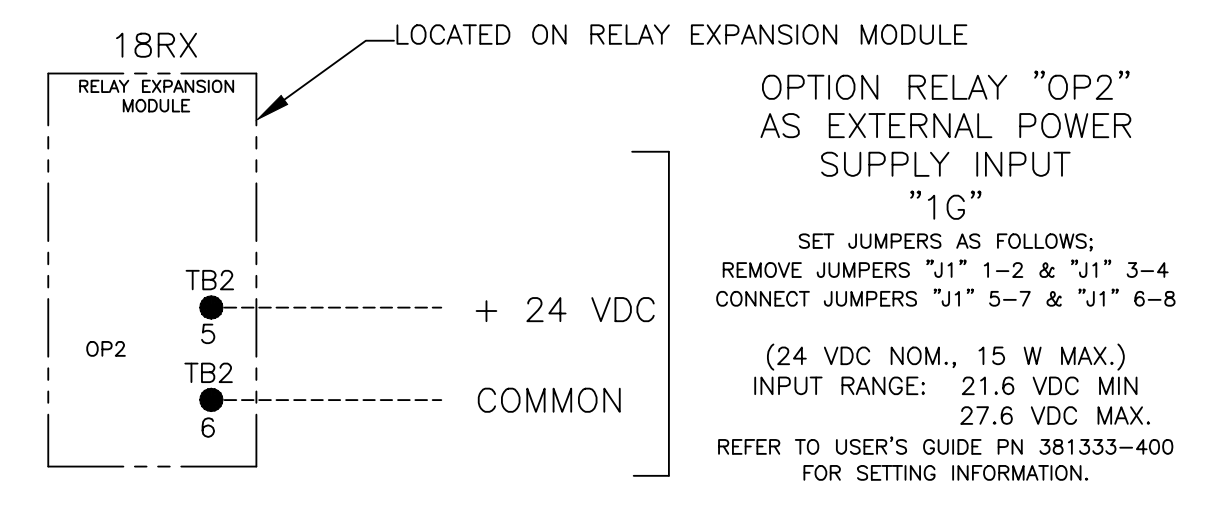 18RX
LOCATED ON RELAY EXPANSION MODULE
RELAY EXPANSION
MODULE
TB2
5
OP2
TB2
6
+ 24 VDC
COMMON
OPTION RELAY "OP2"
AS EXTERNAL POWER
SUPPLY INPUT
"1G"
SET JUMPERS AS FOLLOWS;
REMOVE JUMPERS "J1" 1-2 & "J1" 3-4
CONNECT JUMPERS "J1" 5-7 & "J1" 6-8
(24 VDC NOM., 15 W MAX.)
INPUT RANGE: 21.6 VDC MIN
27.6 VDC MAX.
REFER TO USER'S GUIDE PN 381333-400
FOR SETTING INFORMATION.